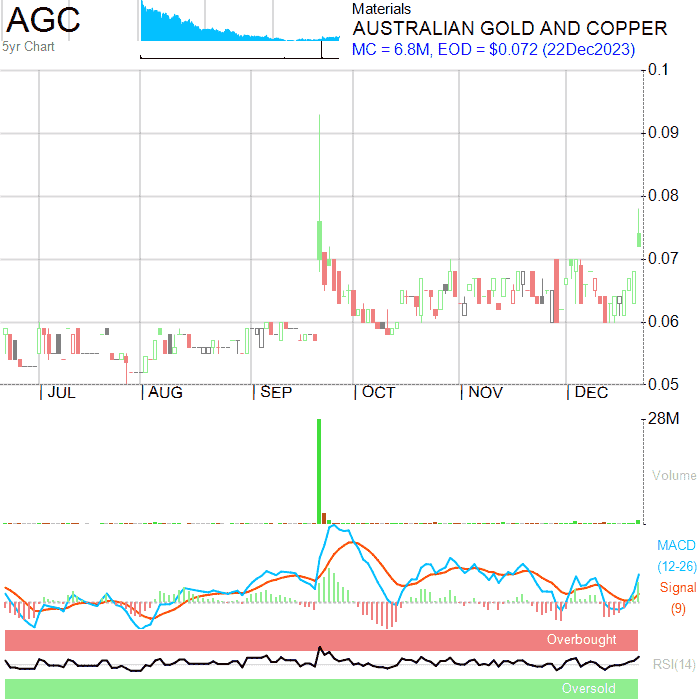 AGC
5yr Chart
Materials
AUSTRALIAN GOLD AND COPPER
MC = 6.8M, EOD = $0.072 (22Dec2023)
0.1
0.09
0.08
0.07
0.06
0.05
JUL AUG SEP OCT NOV DEC
28M
Volume
MACD
(12-26)
Signal
(9)
Overbought
RSI(14)
Oversold